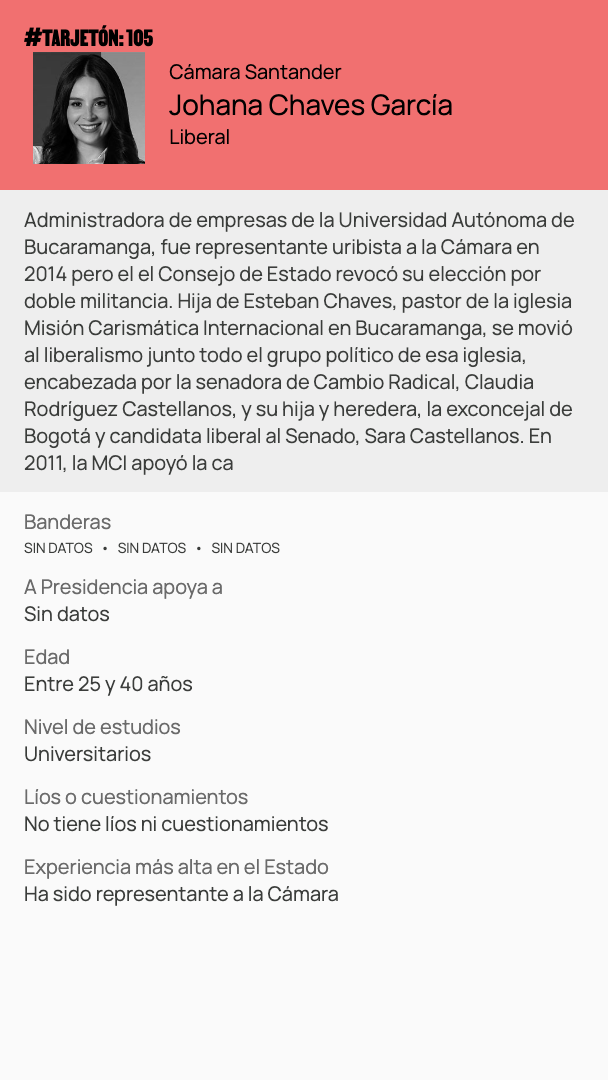 #TARJETÓN: 105
Cámara Santander
Johana Chaves García
Liberal
Administradora de empresas de la Universidad Autónoma de
Bucaramanga, fue representante uribista a la Cámara en
2014 pero el el Consejo de Estado revocó su elección por
doble militancia. Hija de Esteban Chaves, pastor de la iglesia
Misión Carismática Internacional en Bucaramanga, se movió
al liberalismo junto todo el grupo político de esa iglesia,
encabezada por la senadora de Cambio Radical, Claudia
Rodríguez Castellanos, y su hija y heredera, la exconcejal de
Bogotá y candidata liberal al Senado, Sara Castellanos. En
2011, la MCI apoyó la ca
Banderas
SIN DATOS • SIN DATOS • SIN DATOS
A Presidencia apoya a
Sin datos
Edad
Entre 25 y 40 años
Nivel de estudios
Universitarios
Líos o cuestionamientos
No tiene líos ni cuestionamientos
Experiencia más alta en el Estado
Ha sido representante a la Cámara